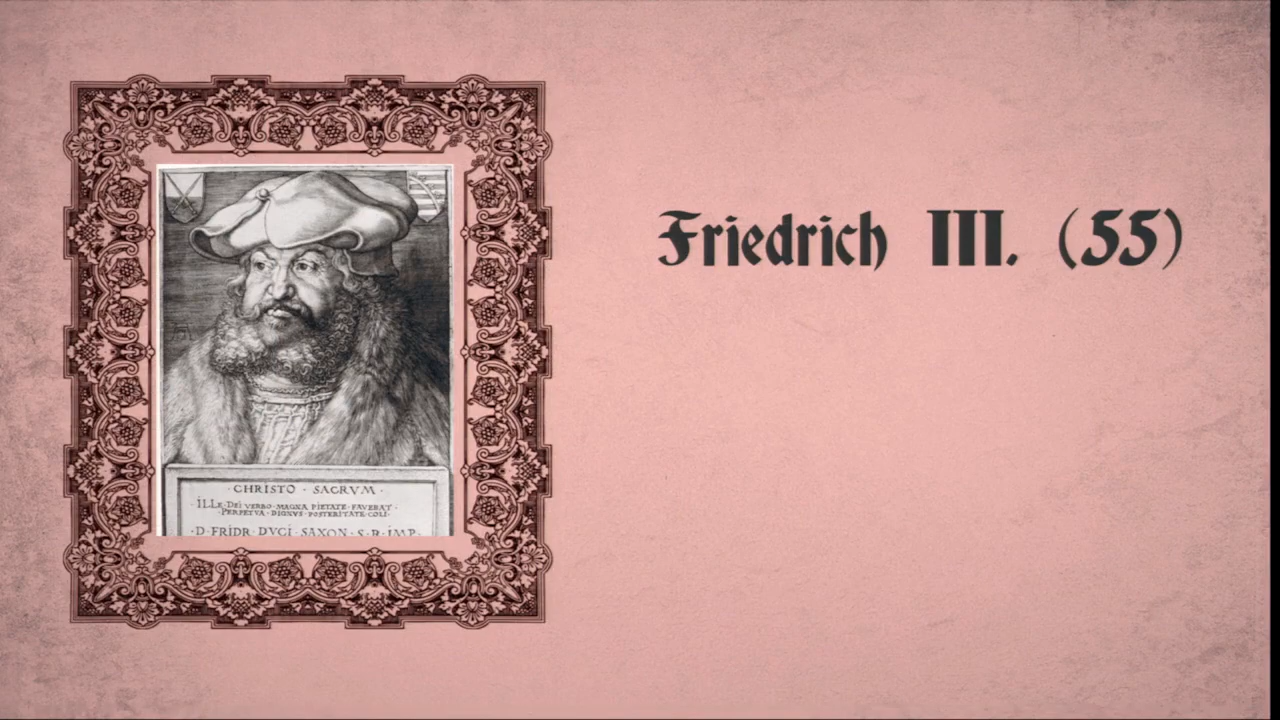 Friedrich III. (55)
· CHRISTO · SACRVM ·
· ILLE · DEI VERBO · MAGNA PIETATE · FAVEBAT ·
· PERPETVA · DIGNVS · POSTERITATE · COLI ·
· D · FRIDR · DVCI · SAXON · S · R · IMP ·